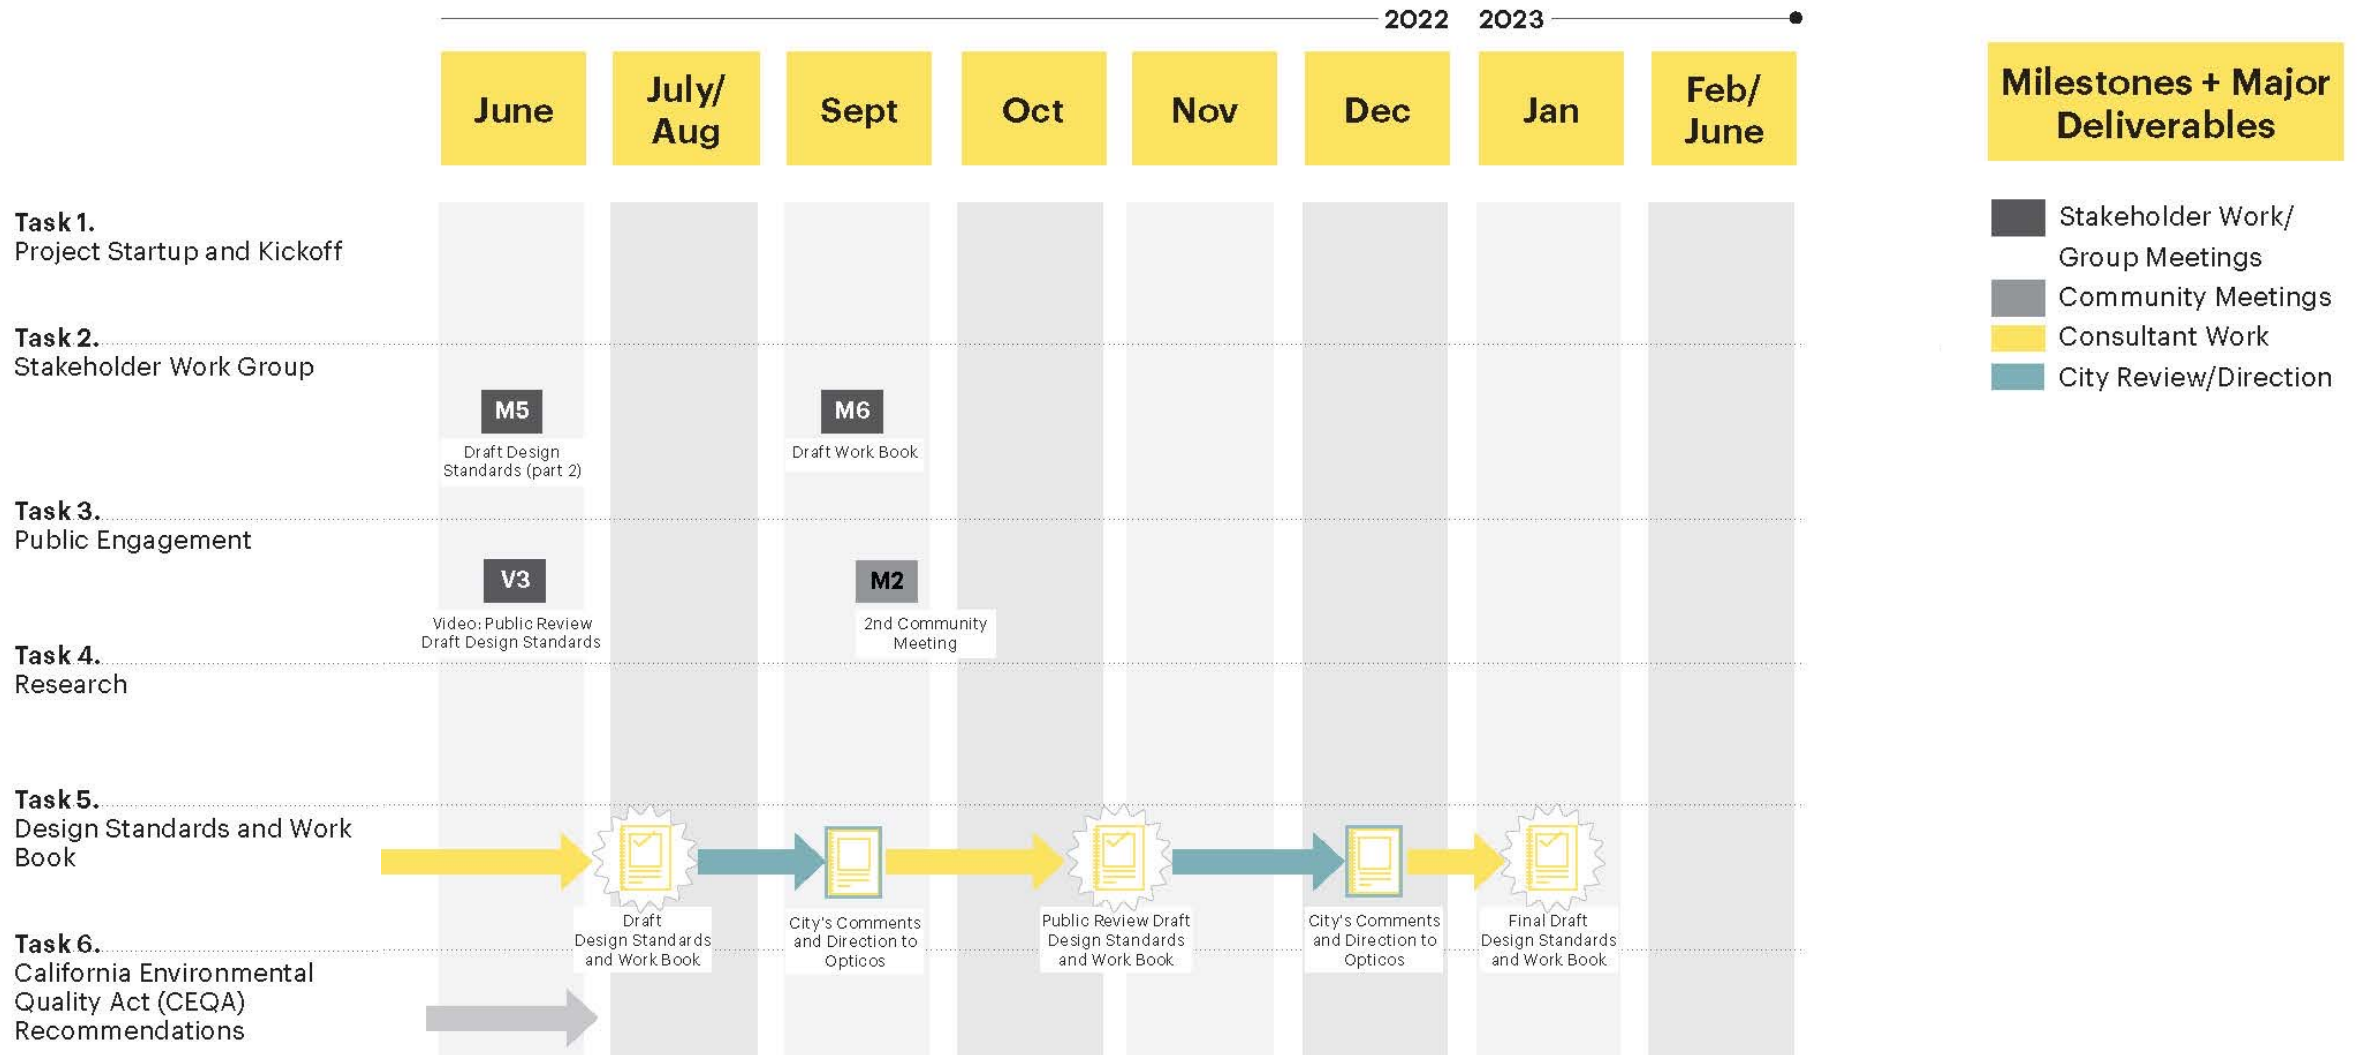 2022
2023
June
July/
Aug
Sept
Oct
Nov
Dec
Jan
Feb/
June
Milestones + Major
Deliverables
Stakeholder Work/
Group Meetings
Community Meetings
Consultant Work
City Review/Direction
Task 1.
Project Startup and Kickoff
Task 2.
Stakeholder Work Group
M5
Draft Design
Standards (part 2)
M6
Draft Work Book
Task 3.
Public Engagement
V3
Video: Public Review
Draft Design Standards
M2
2nd Community
Meeting
Task 4.
Research
Task 5.
Design Standards and Work
Book
Draft
Design Standards
and Work Book
City's Comments
and Direction to
Opticos
Public Review Draft
Design Standards
and Work Book
City's Comments
and Direction to
Opticos
Final Draft
Design Standards
and Work Book
Task 6.
California Environmental
Quality Act (CEQA)
Recommendations